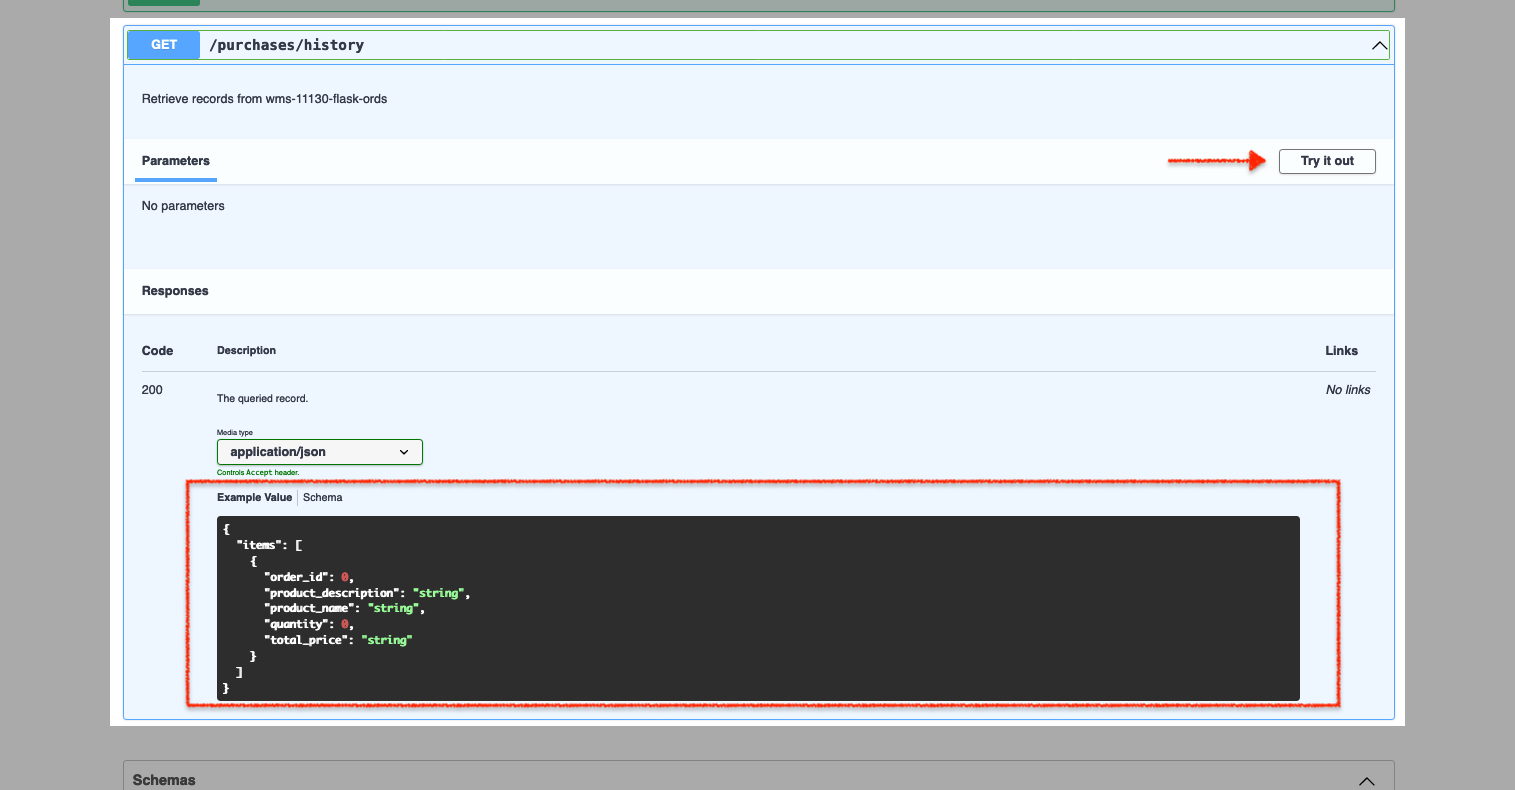 GET /purchases/history
Retrieve records from wms-11130-flask-ords
Parameters
Try it out
No parameters
Responses
Code Description Links
200 The queried record. No links
Media type
application/json
Controls Accept header.
Example Value Schema
{
"items": [
{
"order_id": 0,
"product_description": "string",
"product_name": "string",
"quantity": 0,
"total_price": "string"
}
]
}
Schemas